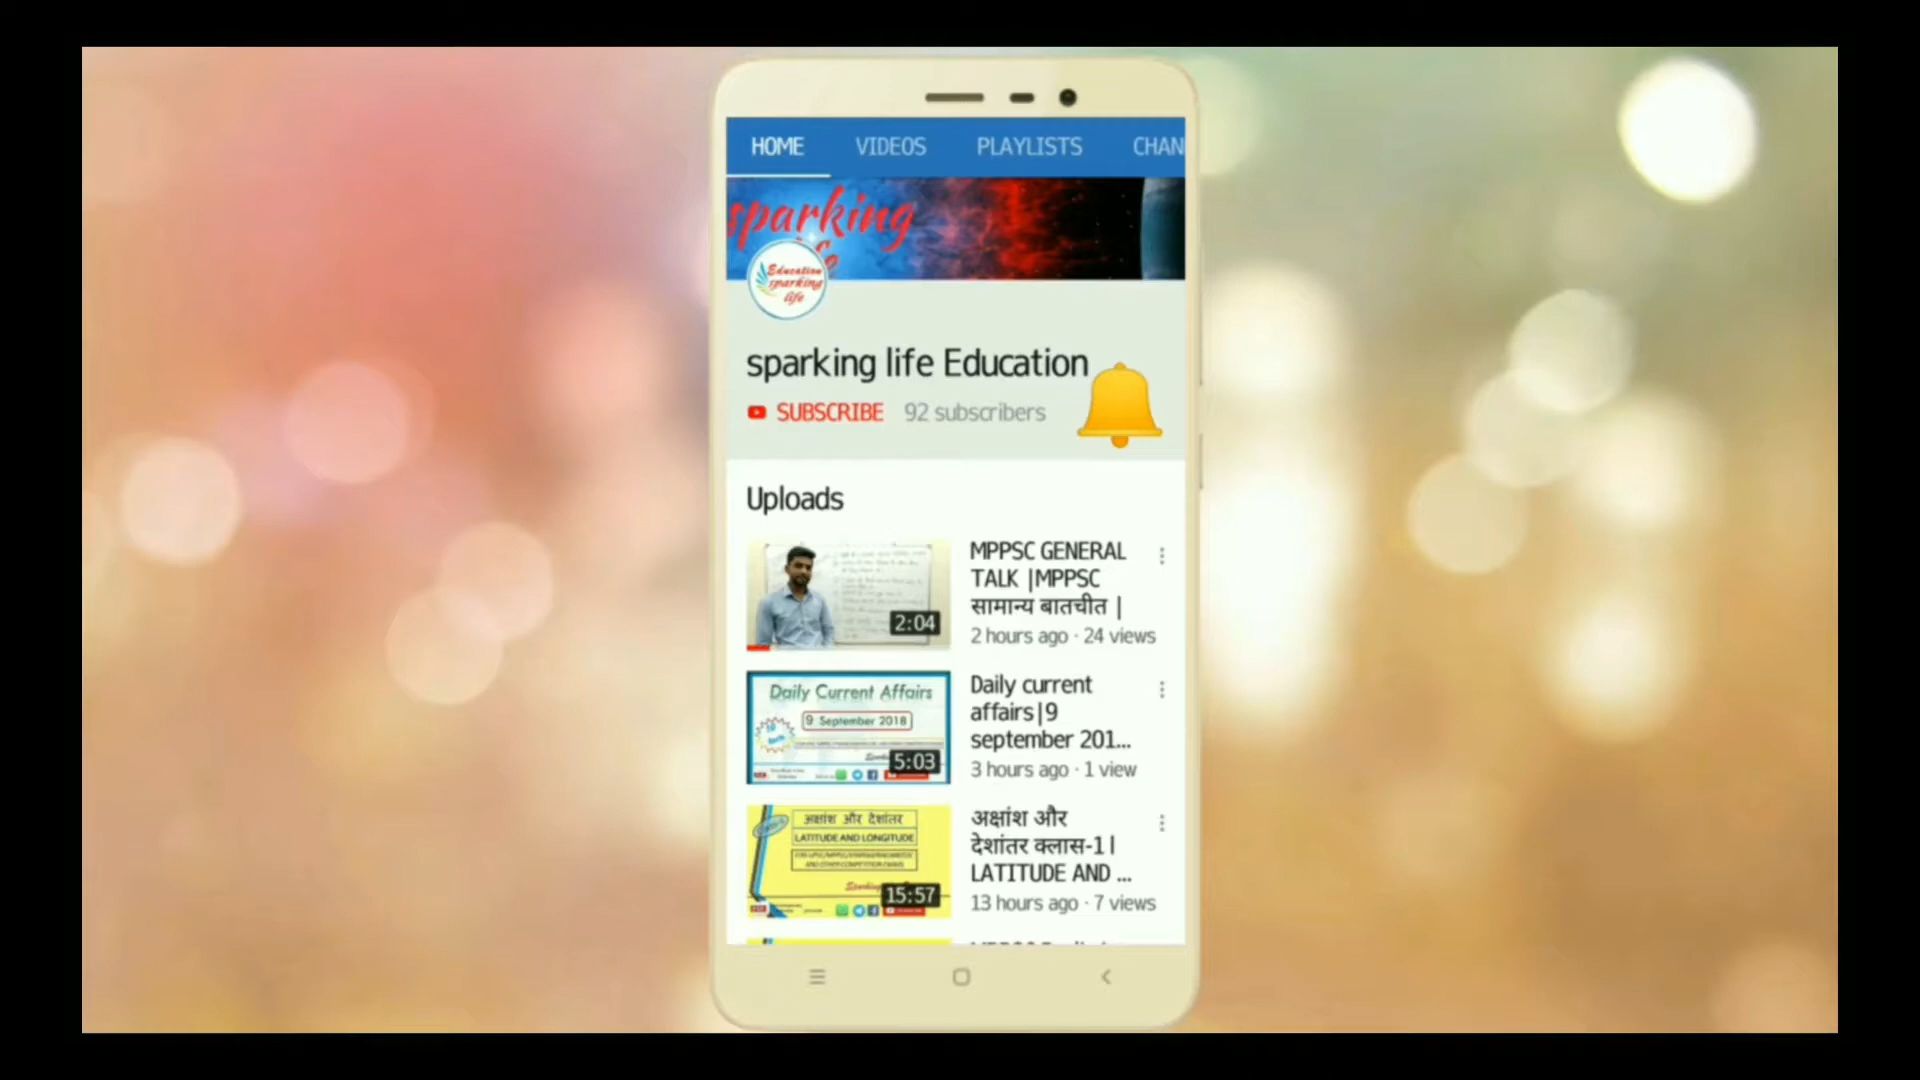 HOME VIDEOS PLAYLISTS CHAN
sparking
life
Education
sparking
life
sparking life Education
SUBSCRIBE 92 subscribers
Uploads
MPPSC GENERAL
TALK |MPPSC
सामान्य बातचीत |
2 hours ago · 24 views
2:04
Daily Current Affairs
9 September 2018
5:03
Daily current
affairs|9
september 201...
3 hours ago · 1 view
अक्षांश और देशांतर
LATITUDE AND LONGITUDE
15:57
अक्षांश और
देशांतर क्लास-1।
LATITUDE AND ...
13 hours ago · 7 views